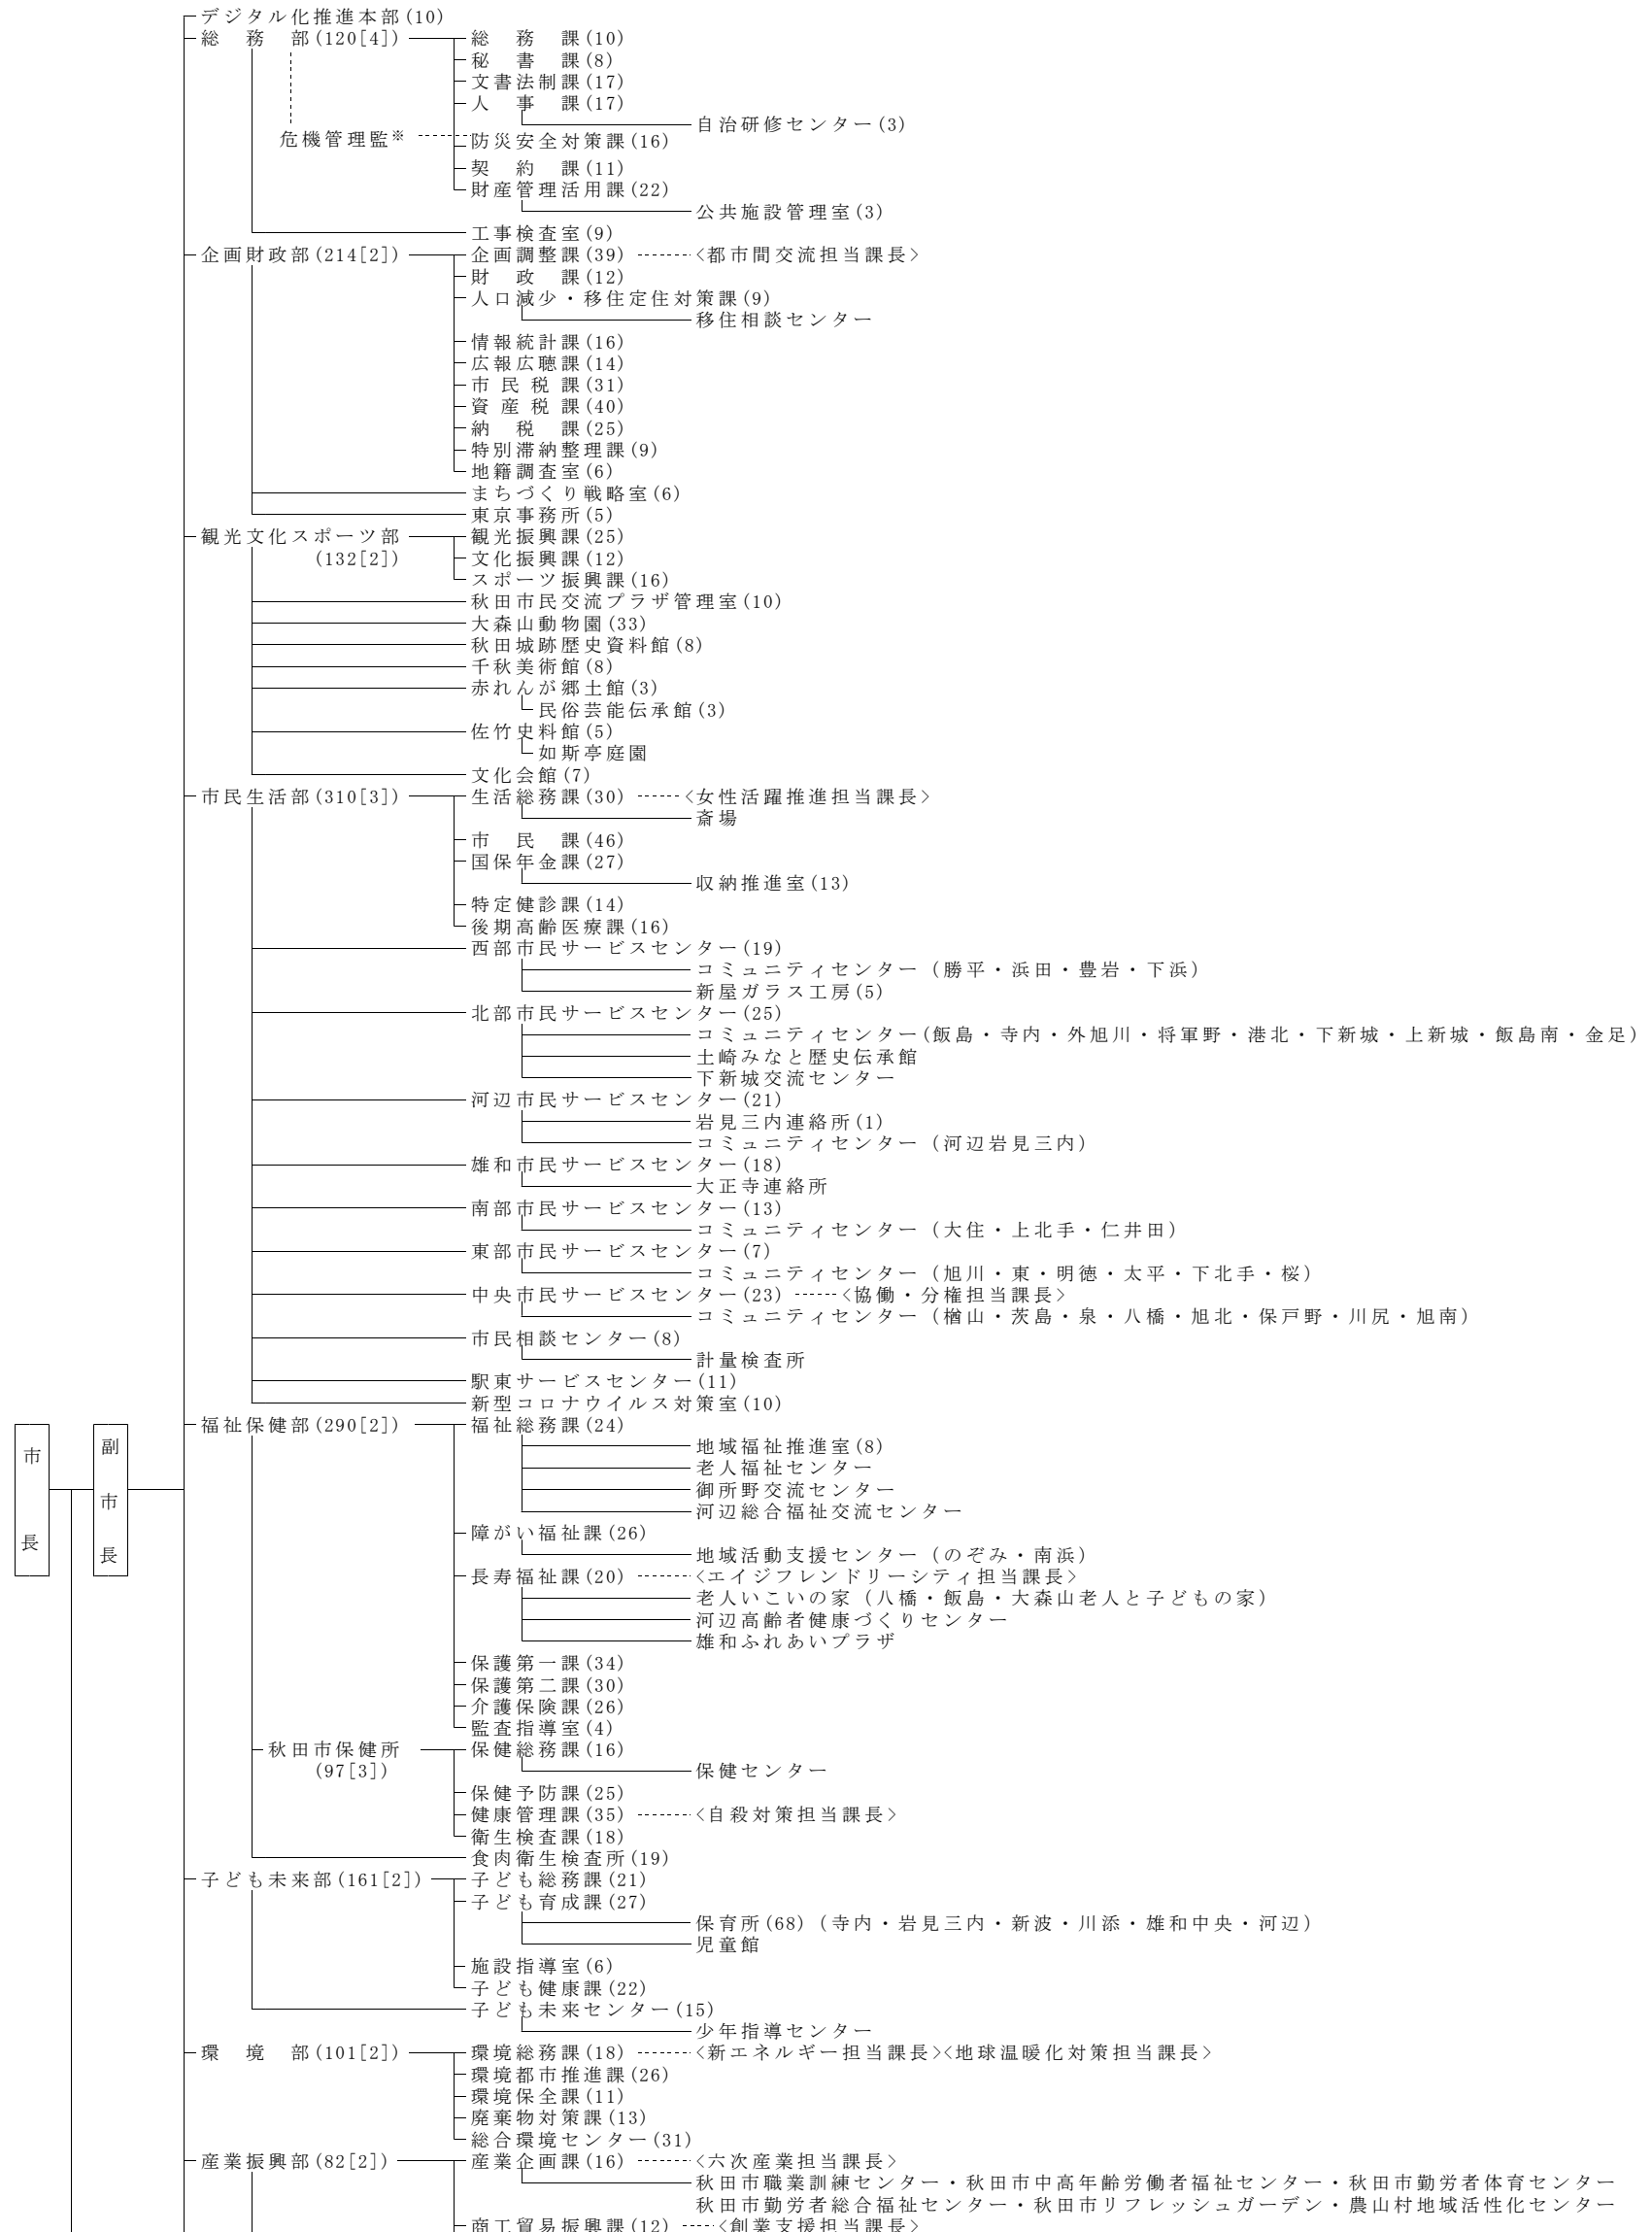 デジタル化推進本部(10)
総　務　部(120[4])　総　務　課(10)
秘　書　課(8)
文書法制課(17)
人　事　課(17)
自治研修センター(3)
危機管理監※　防災安全対策課(16)
契　約　課(11)
財産管理活用課(22)
公共施設管理室(3)
工事検査室(9)
企画財政部(214[2])　企画調整課(39)　<都市間交流担当課長>
財　政　課(12)
人口減少・移住定住対策課(9)
移住相談センター
情報統計課(16)
広報広聴課(14)
市 民 税 課(31)
資 産 税 課(40)
納　税　課(25)
特別滞納整理課(9)
地籍調査室(6)
まちづくり戦略室(6)
東京事務所(5)
観光文化スポーツ部　観光振興課(25)
(132[2])　文化振興課(12)
スポーツ振興課(16)
秋田市民交流プラザ管理室(10)
大森山動物園(33)
秋田城跡歴史資料館(8)
千秋美術館(8)
赤れんが郷土館(3)
民俗芸能伝承館(3)
佐竹史料館(5)
如斯亭庭園
文化会館(7)
市民生活部(310[3])　生活総務課(30)　<女性活躍推進担当課長>
斎場
市　民　課(46)
国保年金課(27)
収納推進室(13)
特定健診課(14)
後期高齢医療課(16)
西部市民サービスセンター(19)
コミュニティセンター（勝平・浜田・豊岩・下浜）
新屋ガラス工房(5)
北部市民サービスセンター(25)
コミュニティセンター(飯島・寺内・外旭川・将軍野・港北・下新城・上新城・飯島南・金足)
土崎みなと歴史伝承館
下新城交流センター
河辺市民サービスセンター(21)
岩見三内連絡所(1)
コミュニティセンター（河辺岩見三内）
雄和市民サービスセンター(18)
大正寺連絡所
南部市民サービスセンター(13)
コミュニティセンター（大住・上北手・仁井田）
東部市民サービスセンター(7)
コミュニティセンター（旭川・東・明徳・太平・下北手・桜）
中央市民サービスセンター(23)　<協働・分権担当課長>
コミュニティセンター（楢山・茨島・泉・八橋・旭北・保戸野・川尻・旭南）
市民相談センター(8)
計量検査所
駅東サービスセンター(11)
新型コロナウイルス対策室(10)
市長
副市長
福祉保健部(290[2])　福祉総務課(24)
地域福祉推進室(8)
老人福祉センター
御所野交流センター
河辺総合福祉交流センター
障がい福祉課(26)
地域活動支援センター（のぞみ・南浜）
長寿福祉課(20)　<エイジフレンドリーシティ担当課長>
老人いこいの家（八橋・飯島・大森山老人と子どもの家）
河辺高齢者健康づくりセンター
雄和ふれあいプラザ
保護第一課(34)
保護第二課(30)
介護保険課(26)
監査指導室(4)
秋田市保健所　保健総務課(16)
(97[3])　保健センター
保健予防課(25)
健康管理課(35)　<自殺対策担当課長>
衛生検査課(18)
食肉衛生検査所(19)
子ども未来部(161[2])　子ども総務課(21)
子ども育成課(27)
保育所(68)（寺内・岩見三内・新波・川添・雄和中央・河辺）
児童館
施設指導室(6)
子ども健康課(22)
子ども未来センター(15)
少年指導センター
環　境　部(101[2])　環境総務課(18)　<新エネルギー担当課長><地球温暖化対策担当課長>
環境都市推進課(26)
環境保全課(11)
廃棄物対策課(13)
総合環境センター(31)
産業振興部(82[2])　産業企画課(16)　<六次産業担当課長>
秋田市職業訓練センター・秋田市中高年齢労働者福祉センター・秋田市勤労者体育センター
秋田市勤労者総合福祉センター・秋田市リフレッシュガーデン・農山村地域活性化センター
商工貿易振興課(12)　<創業支援担当課長>